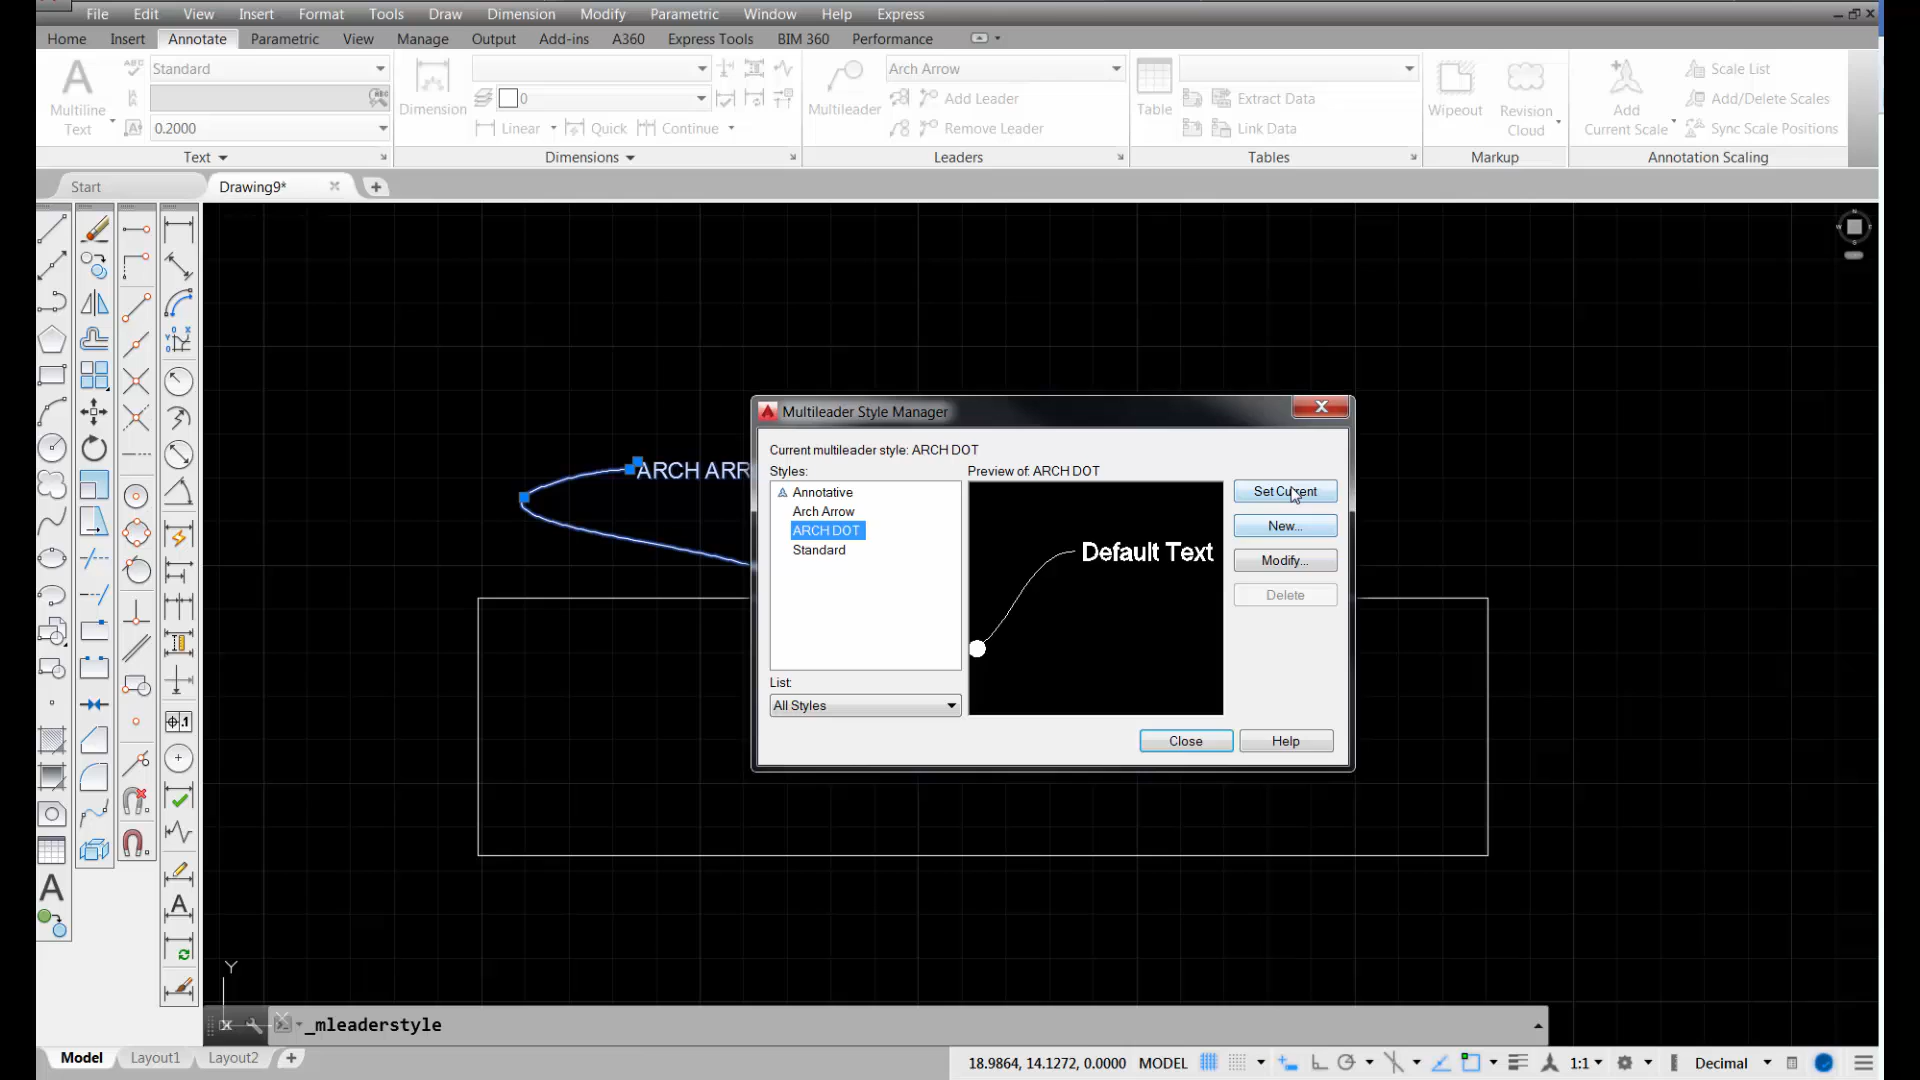 File Edit View Insert Format Tools Draw Dimension Modify Parametric Window Help Express
Home Insert Annotate Parametric View Manage Output Add-ins A360 Express Tools BIM 360 Performance
Standard Arch Arrow Scale List
Multiline Text
0 Add Leader Extract Data Add/Delete Scales
Dimension Multileader Table Wipeout Revision Cloud Add Current Scale
0.2000 Linear Quick Continue Remove Leader Link Data Sync Scale Positions
Text Dimensions Leaders Tables Markup Annotation Scaling
Start Drawing9*
Multileader Style Manager
Current multileader style: ARCH DOT
Styles: Preview of: ARCH DOT
ARCH ARR
Annotative Set Current
Arch Arrow
ARCH DOT New...
Standard Default Text
Modify...
Delete
List:
All Styles
Close Help
Y
X
_mleaderstyle
Model Layout1 Layout2
18.9864, 14.1272, 0.0000 MODEL 1:1 Decimal